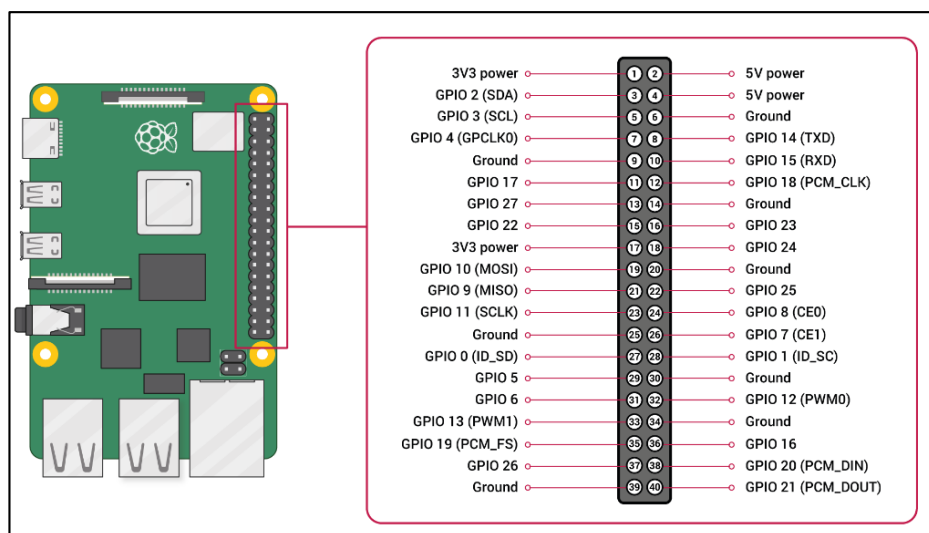 3V3 power 1 2 5V power
GPIO 2 (SDA) 3 4 5V power
GPIO 3 (SCL) 5 6 Ground
GPIO 4 (GPCLK0) 7 8 GPIO 14 (TXD)
Ground 9 10 GPIO 15 (RXD)
GPIO 17 11 12 GPIO 18 (PCM_CLK)
GPIO 27 13 14 Ground
GPIO 22 15 16 GPIO 23
3V3 power 17 18 GPIO 24
GPIO 10 (MOSI) 19 20 Ground
GPIO 9 (MISO) 21 22 GPIO 25
GPIO 11 (SCLK) 23 24 GPIO 8 (CE0)
Ground 25 26 GPIO 7 (CE1)
GPIO 0 (ID_SD) 27 28 GPIO 1 (ID_SC)
GPIO 5 29 30 Ground
GPIO 6 31 32 GPIO 12 (PWM0)
GPIO 13 (PWM1) 33 34 Ground
GPIO 19 (PCM_FS) 35 36 GPIO 16
GPIO 26 37 38 GPIO 20 (PCM_DIN)
Ground 39 40 GPIO 21 (PCM_DOUT)